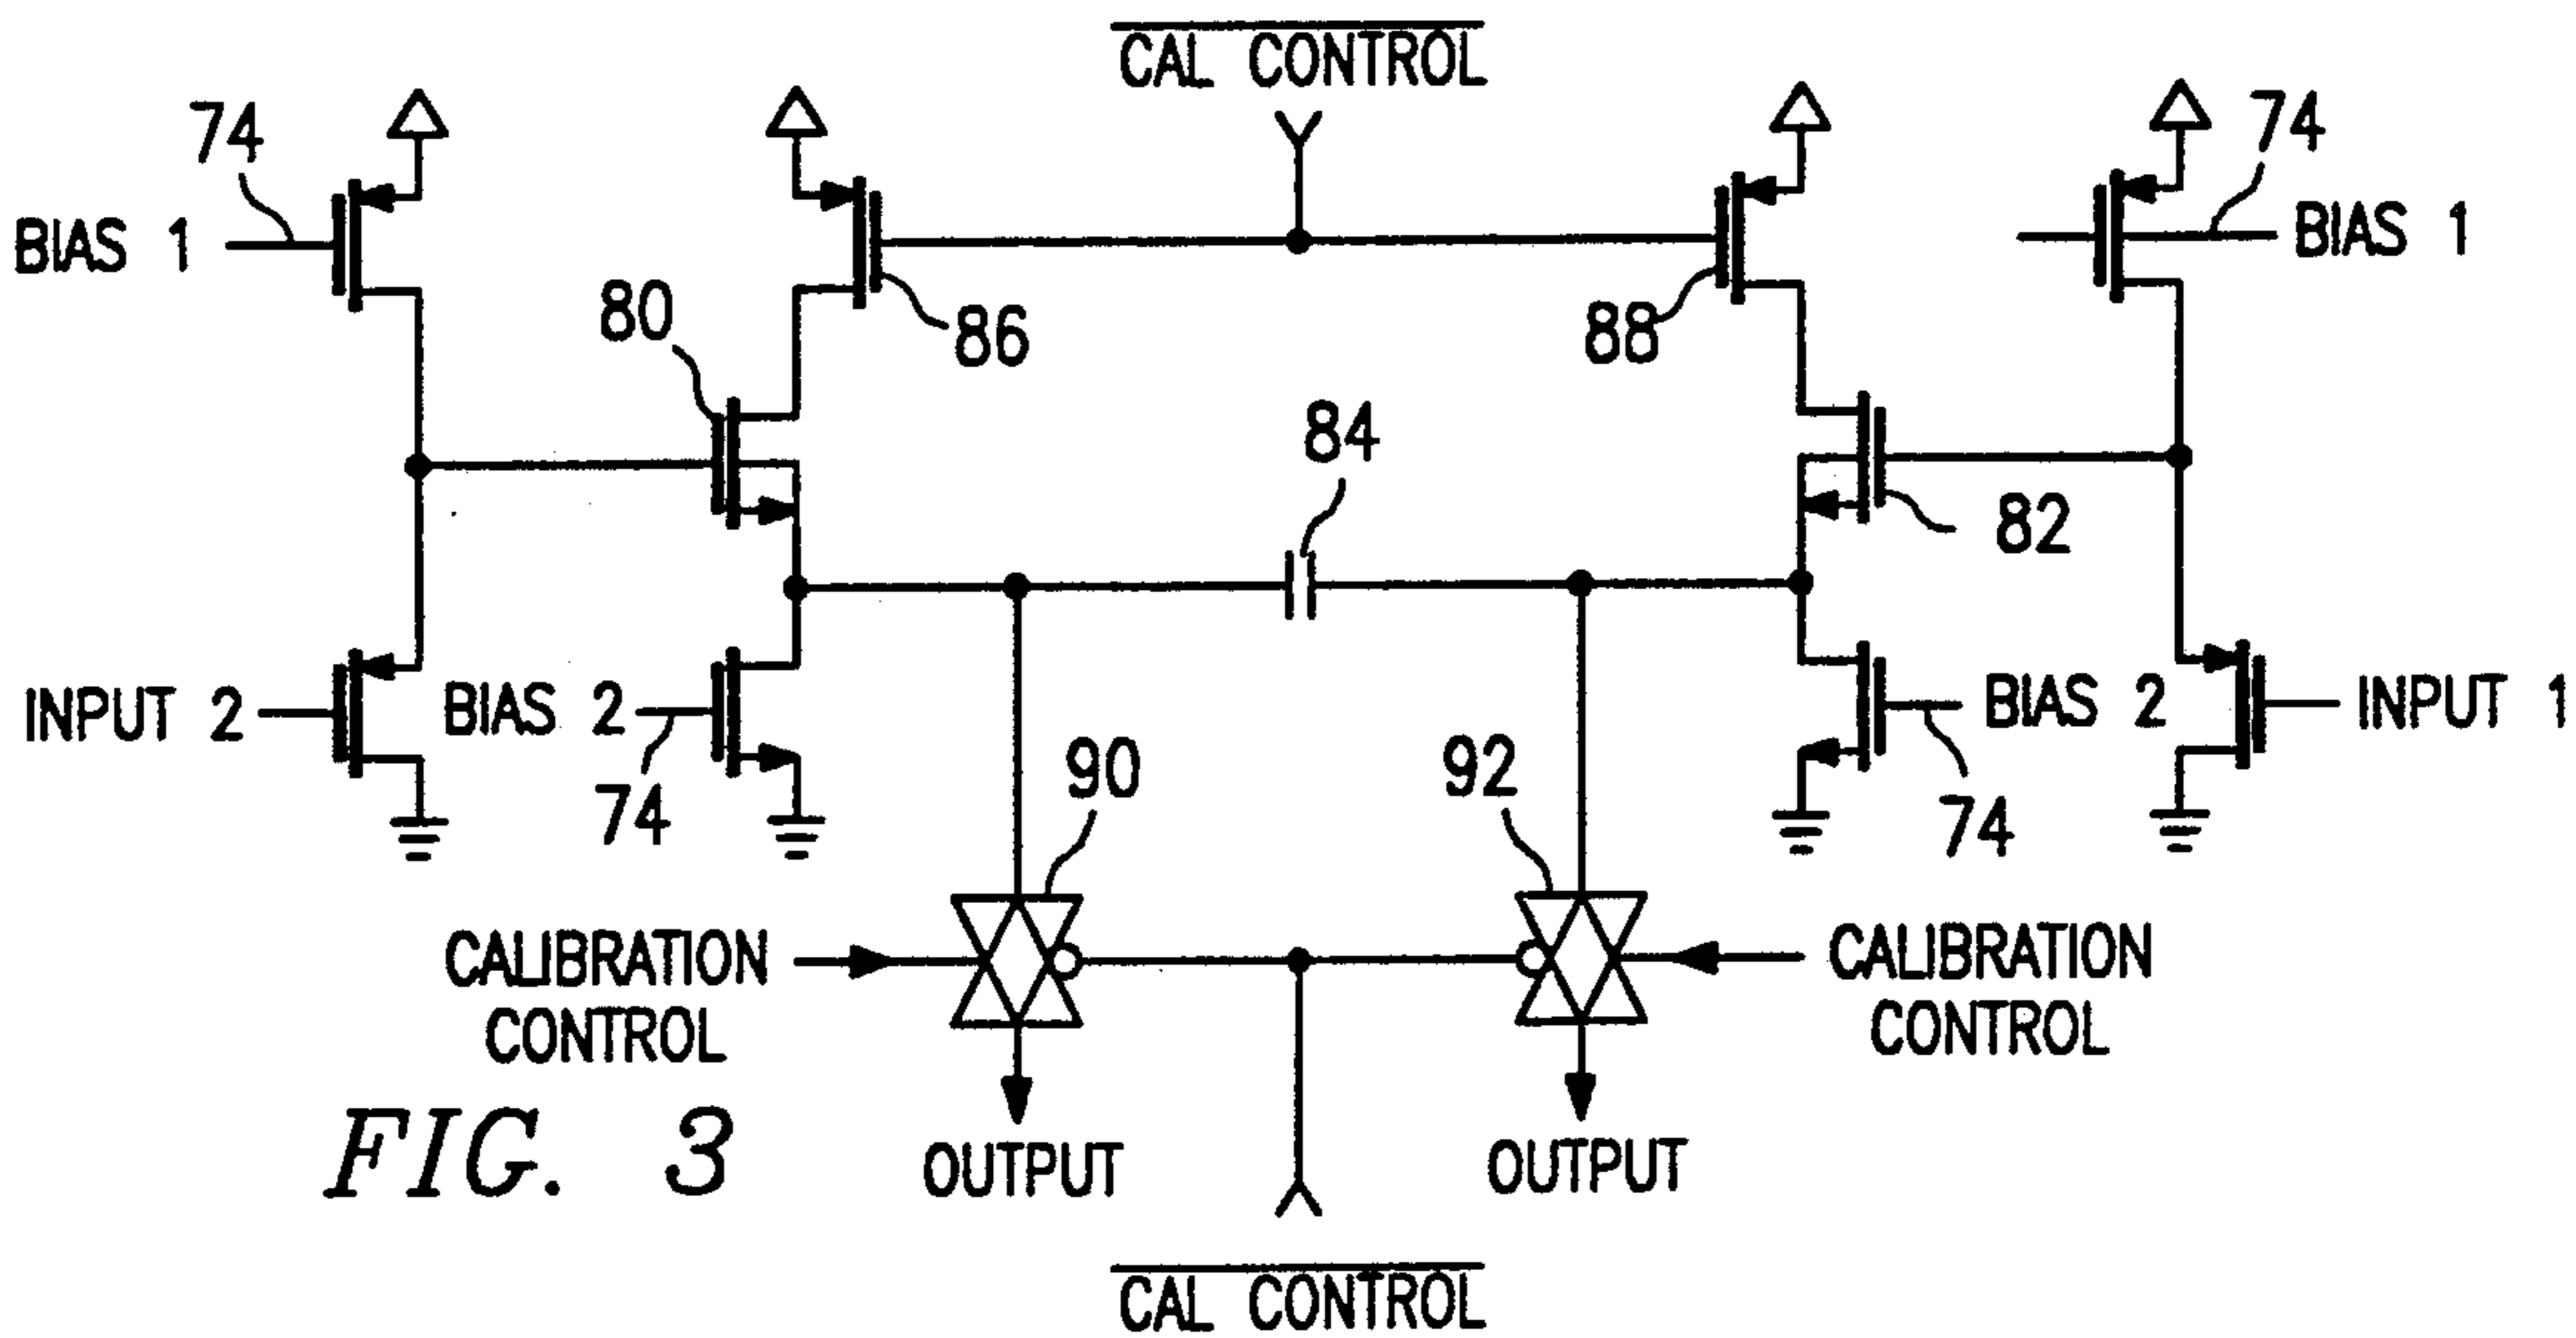 CAL CONTROL
74
74
BIAS 1
BIAS 1
80
86
88
84
82
INPUT 2
BIAS 2
BIAS 2
INPUT 1
74
90
92
74
CALIBRATION
CONTROL
CALIBRATION
CONTROL
FIG. 3
OUTPUT
OUTPUT
CAL CONTROL